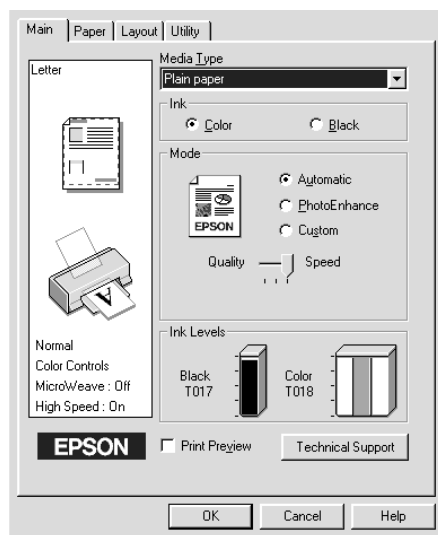 Main Paper Layout Utility
Letter
Media Type
Plain paper
Ink
Color Black
Mode
EPSON
Automatic
PhotoEnhance
Custom
Quality Speed
A
Normal
Color Controls
MicroWeave : Off
High Speed : On
Ink Levels
Black
T017
Color
T018
EPSON
Print Preview
Technical Support
OK Cancel Help